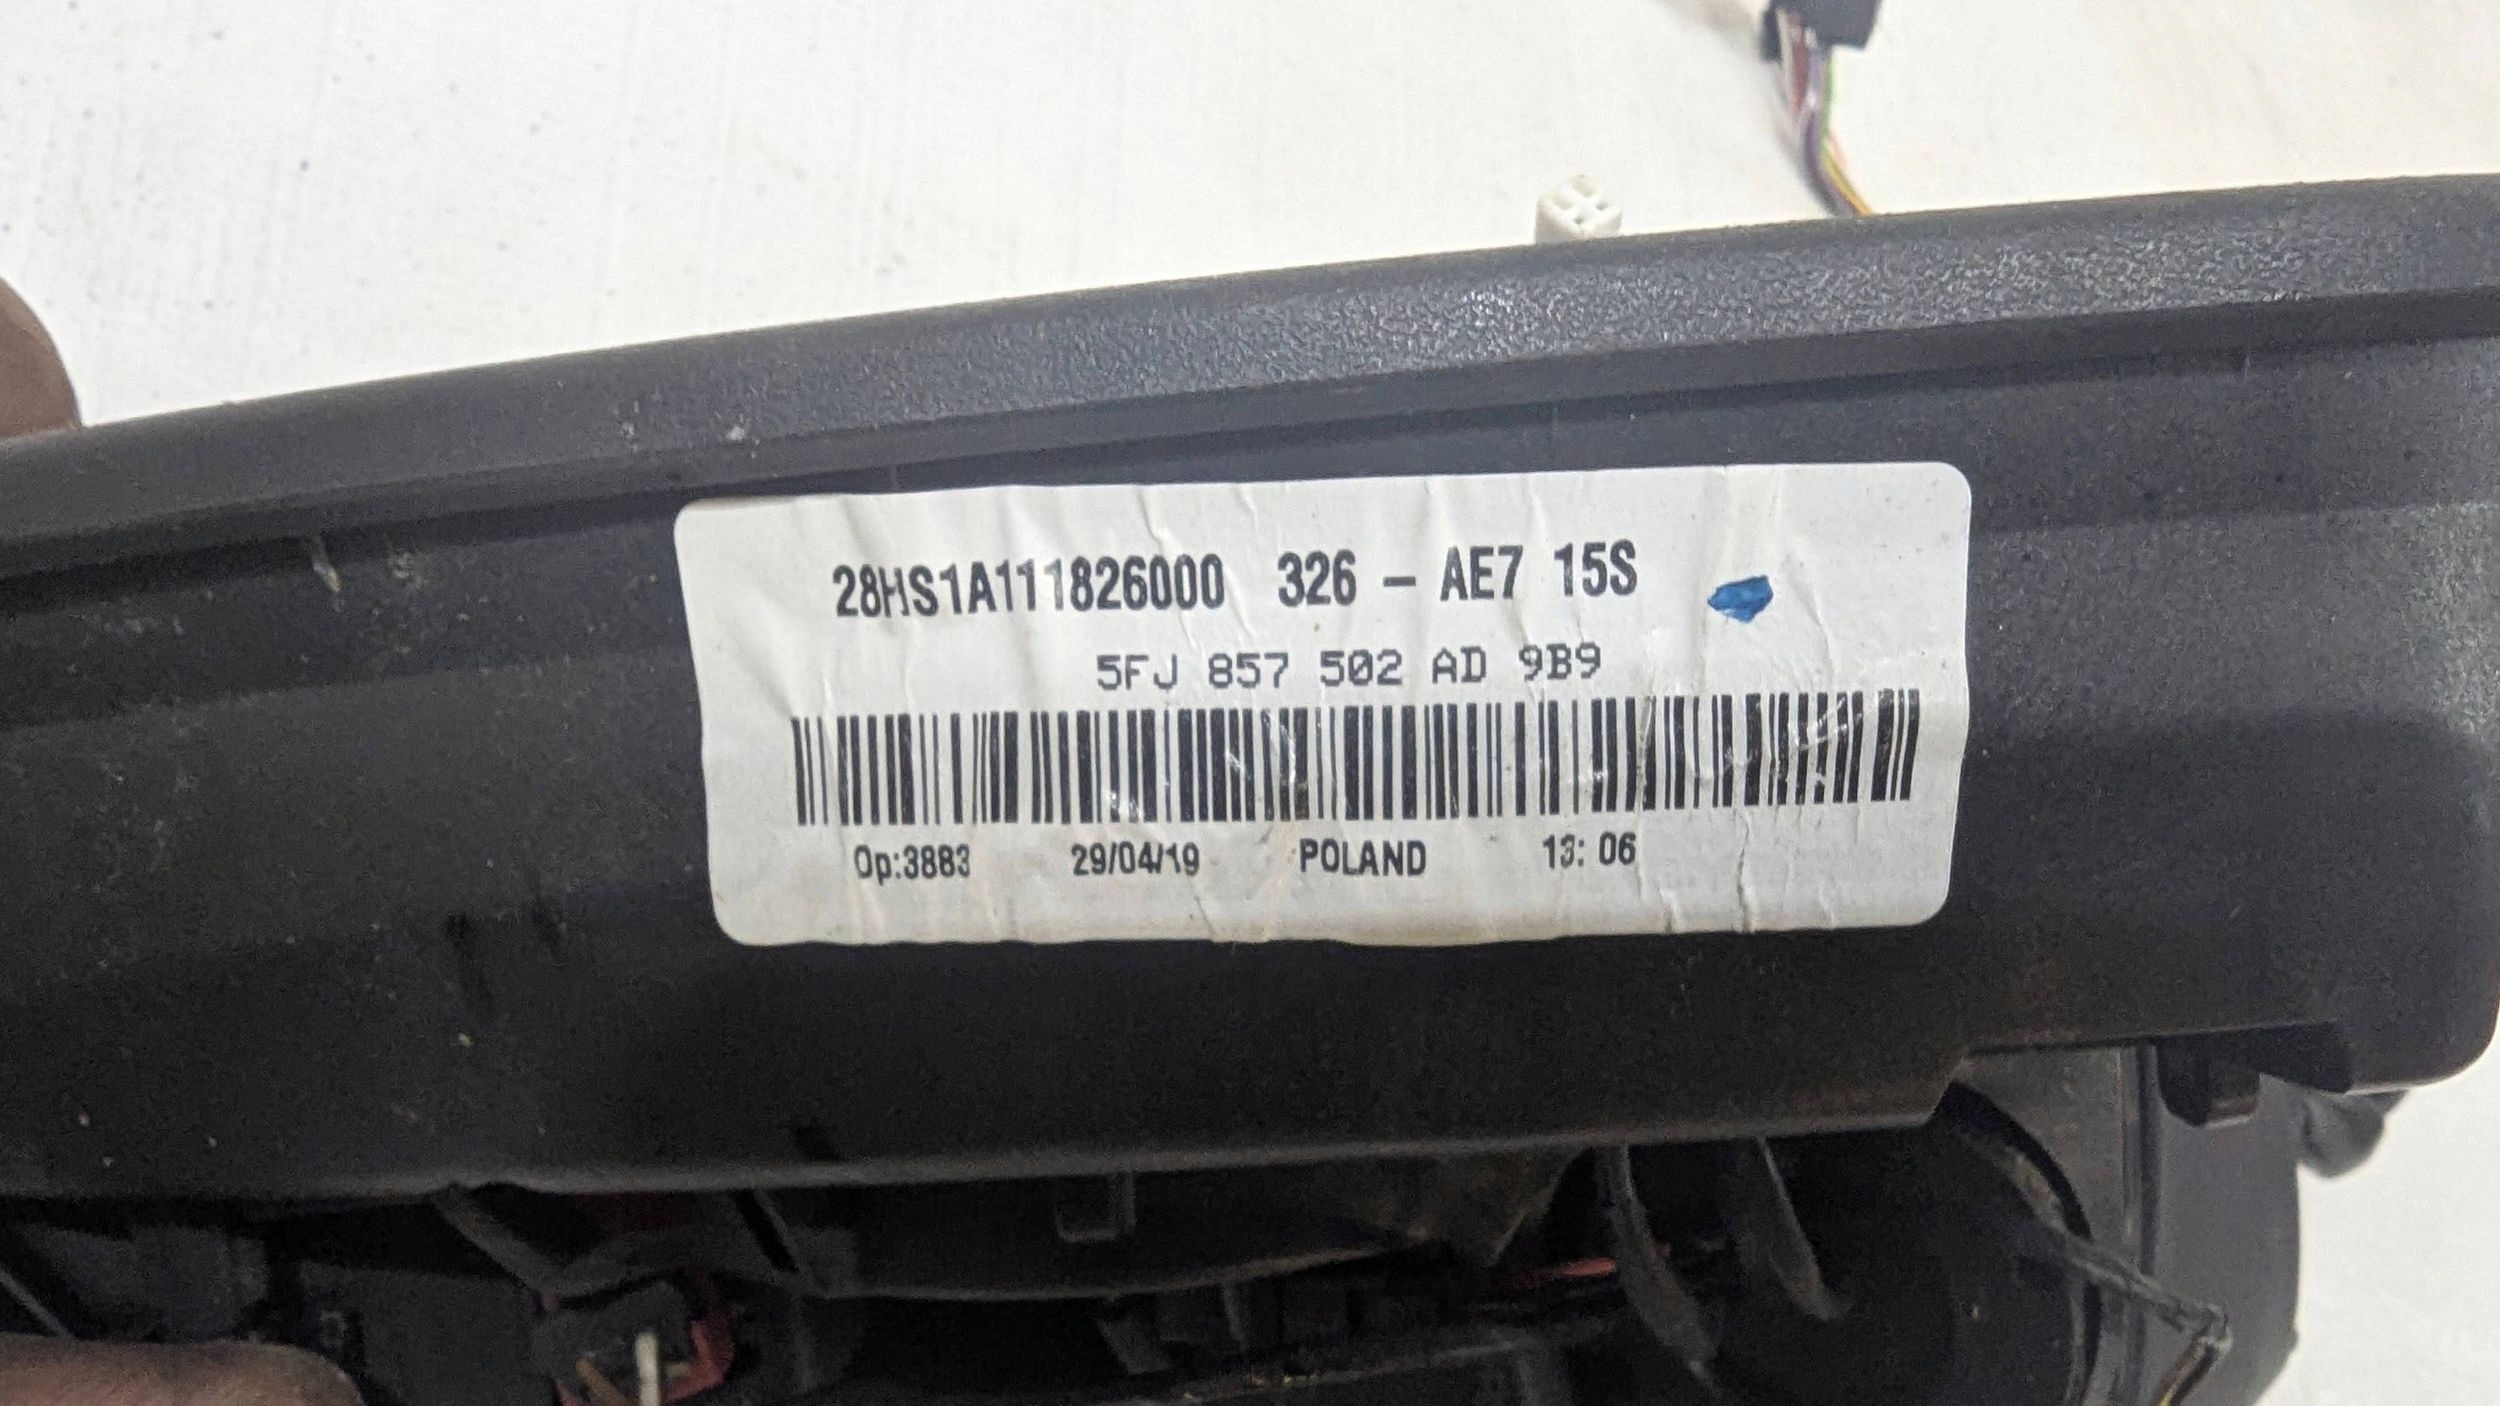 28HS1A111826000 326 - AE7 15S
5FJ 857 502 AD 9B9
Op:3883 29/04/19 POLAND 13: 06